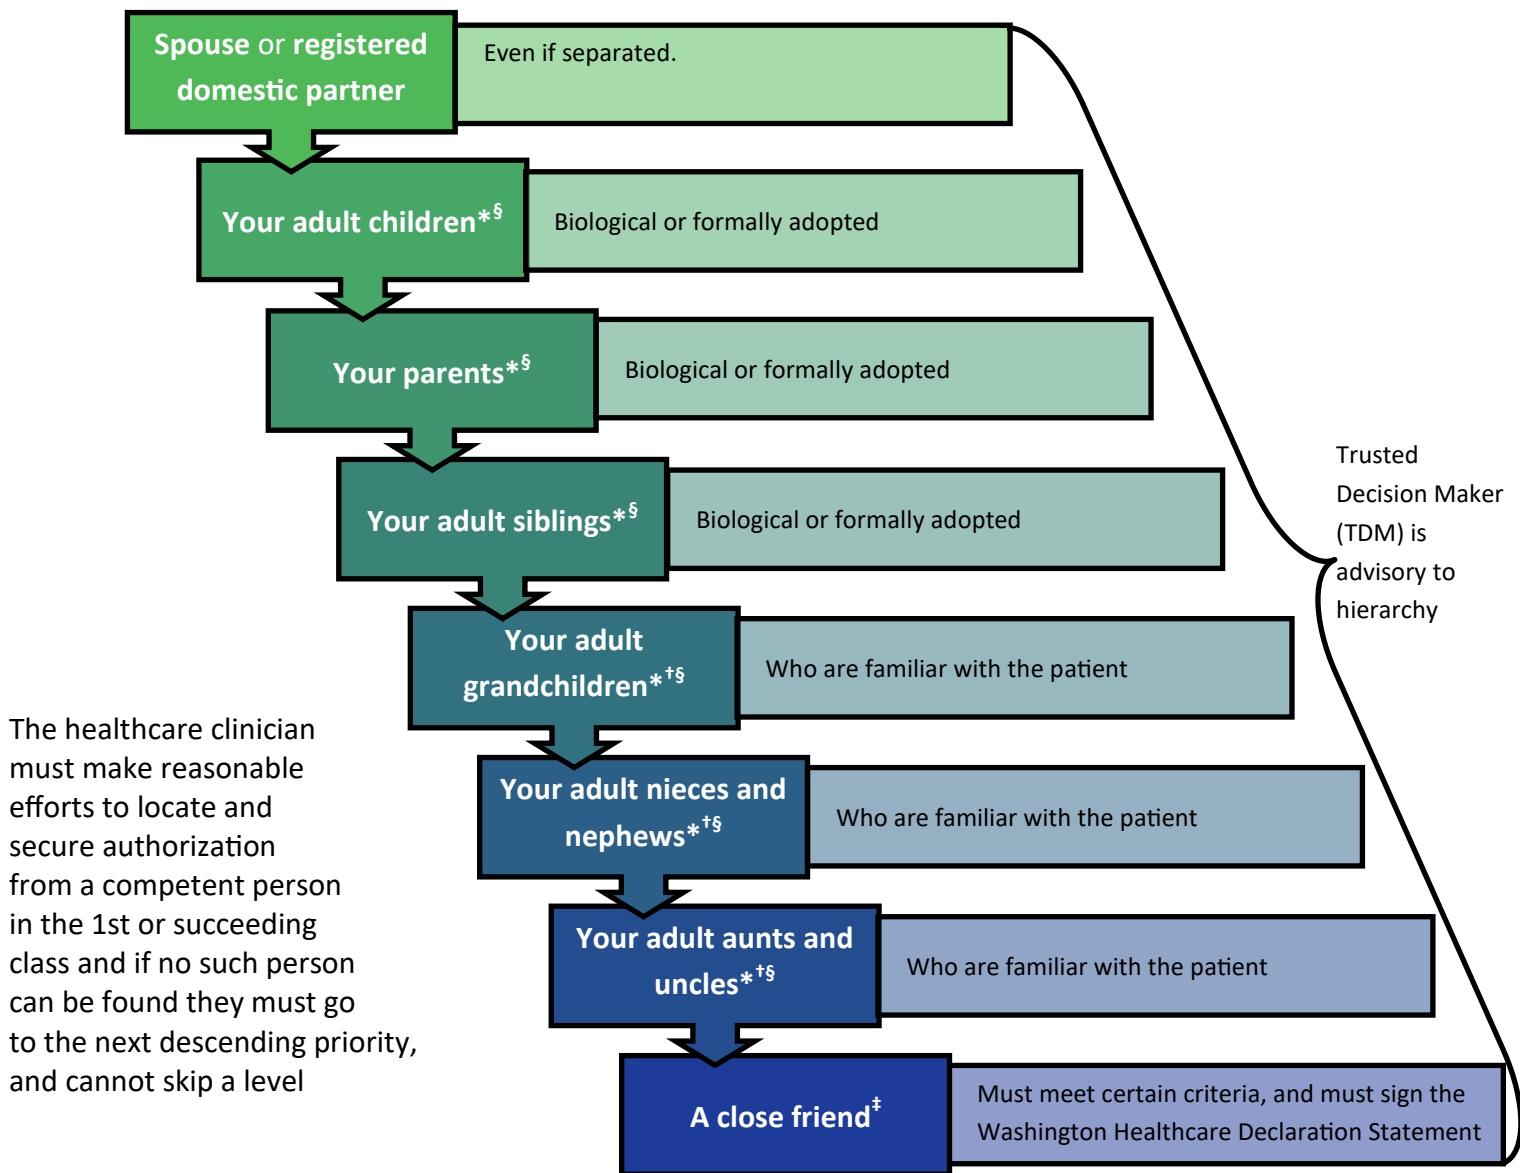 Spouse or registered
domestic partner
Even if separated.
Your adult children*§
Biological or formally adopted
Your parents*§
Biological or formally adopted
Your adult siblings*§
Biological or formally adopted
Your adult
grandchildren*†§
Who are familiar with the patient
Your adult nieces and
nephews*†§
Who are familiar with the patient
Your adult aunts and
uncles*†§
Who are familiar with the patient
A close friend‡
Must meet certain criteria, and must sign the
Washington Healthcare Declaration Statement
Trusted
Decision Maker
(TDM) is
advisory to
hierarchy
The healthcare clinician
must make reasonable
efforts to locate and
secure authorization
from a competent person
in the 1st or succeeding
class and if no such person
can be found they must go
to the next descending priority,
and cannot skip a level